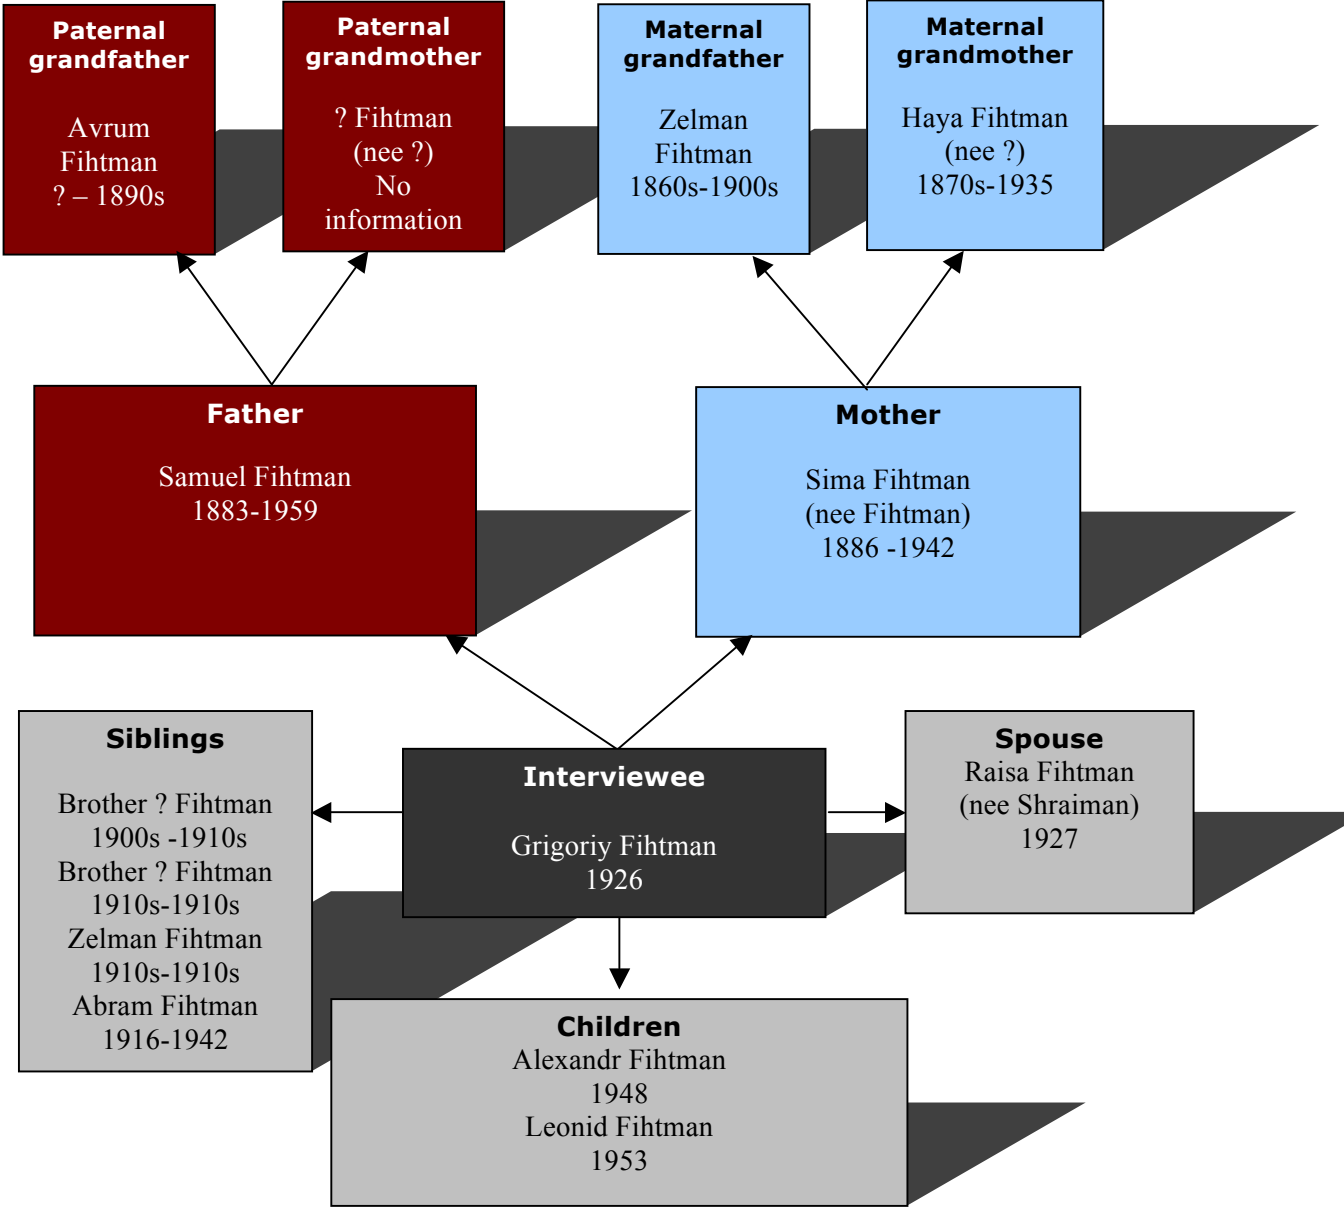 Paternal
grandfather
Avrum
Fihtman
? – 1890s
Paternal
grandmother
? Fihtman
(nee ?)
No
information
Maternal
grandfather
Zelman
Fihtman
1860s-1900s
Maternal
grandmother
Haya Fihtman
(nee ?)
1870s-1935
Father
Samuel Fihtman
1883-1959
Mother
Sima Fihtman
(nee Fihtman)
1886 -1942
Siblings
Brother ? Fihtman
1900s -1910s
Brother ? Fihtman
1910s-1910s
Zelman Fihtman
1910s-1910s
Abram Fihtman
1916-1942
Interviewee
Grigoriy Fihtman
1926
Spouse
Raisa Fihtman
(nee Shraiman)
1927
Children
Alexandr Fihtman
1948
Leonid Fihtman
1953